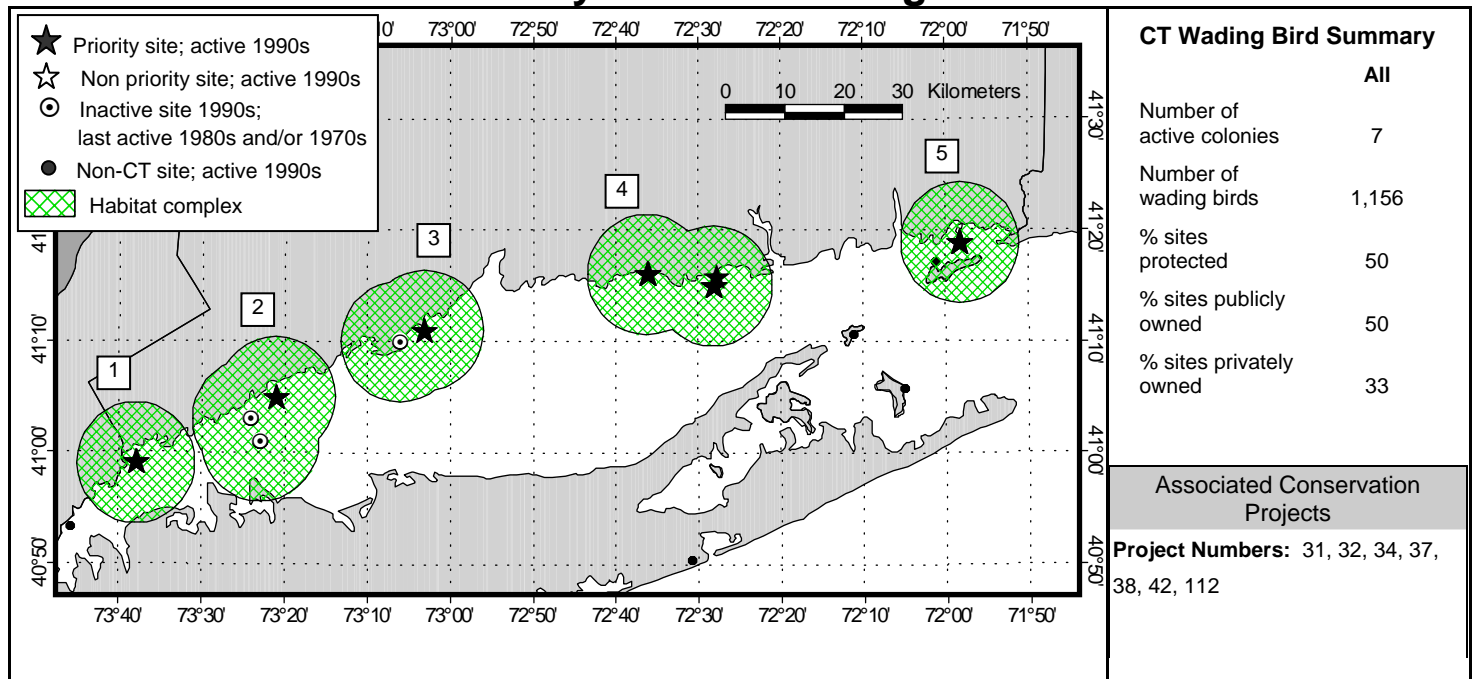 Priority site; active 1990s
Non priority site; active 1990s
Inactive site 1990s;
last active 1980s and/or 1970s
Non-CT site; active 1990s
Habitat complex
73°00' 72°50' 72°40' 72°30' 72°20' 72°10' 72°00' 71°50'
0 10 20 30 Kilometers
41°30'
41°20'
41°10' 41°10'
41°00' 41°00'
40°50' 40°50'
1
2
3
4
5
73°40' 73°30' 73°20' 73°10' 73°00' 72°50' 72°40' 72°30' 72°20' 72°10' 72°00' 71°50'
CT Wading Bird Summary
All
Number of
active colonies 7
Number of
wading birds 1,156
% sites
protected 50
% sites publicly
owned 50
% sites privately
owned 33
Associated Conservation
Projects
Project Numbers: 31, 32, 34, 37,
38, 42, 112